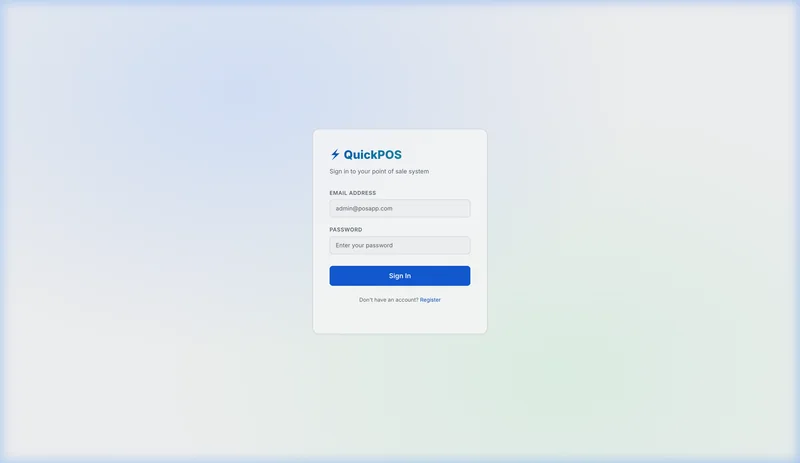 ⚡ QuickPOS
Sign in to your point of sale system
EMAIL ADDRESS
admin@posapp.com
PASSWORD
Enter your password
Sign In
Don't have an account? Register